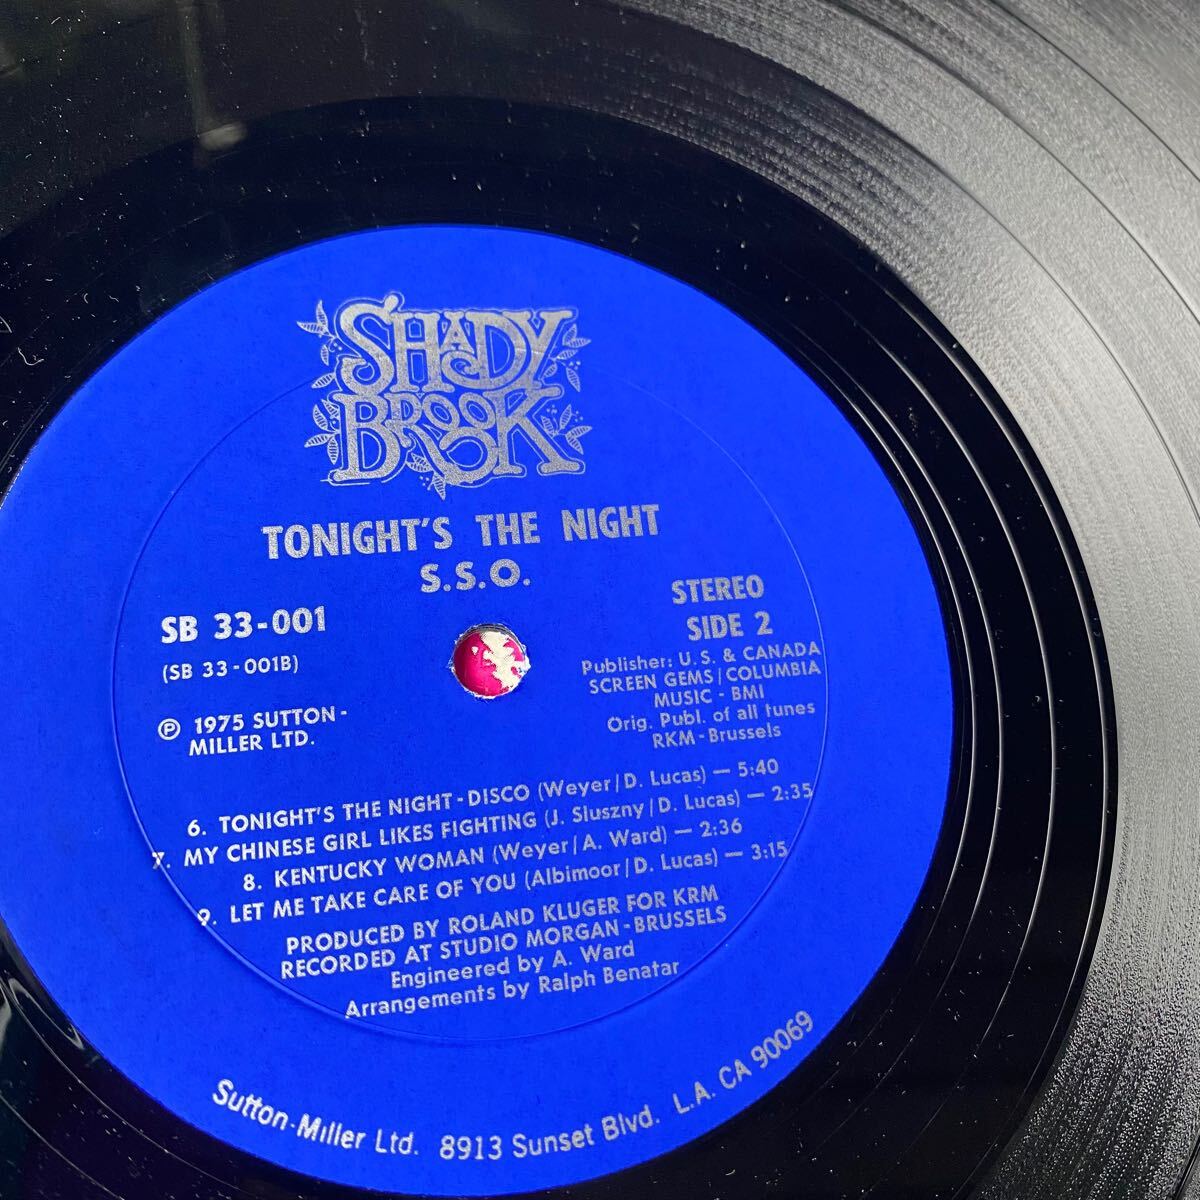 SHADY
BROOK
TONIGHT'S THE NIGHT
S.S.O.
SB 33-001
(SB 33-001B)
℗ 1975 SUTTON-
MILLER LTD.
STEREO
SIDE 2
Publisher: U.S. & CANADA
SCREEN GEMS/COLUMBIA
MUSIC - BMI
Orig. Publ. of all tunes
RKM-Brussels
6. TONIGHT'S THE NIGHT-DISCO (Weyer/D. Lucas) — 5:40
7. MY CHINESE GIRL LIKES FIGHTING (J. Sluszny/D. Lucas) — 2:35
8. KENTUCKY WOMAN (Weyer/A. Ward) — 2:36
9. LET ME TAKE CARE OF YOU (Albimoor/D. Lucas) — 3:15
PRODUCED BY ROLAND KLUGER FOR KRM
RECORDED AT STUDIO MORGAN-BRUSSELS
Engineered by A. Ward
Arrangements by Ralph Benatar
Sutton-Miller Ltd. 8913 Sunset Blvd. L.A. CA 90069